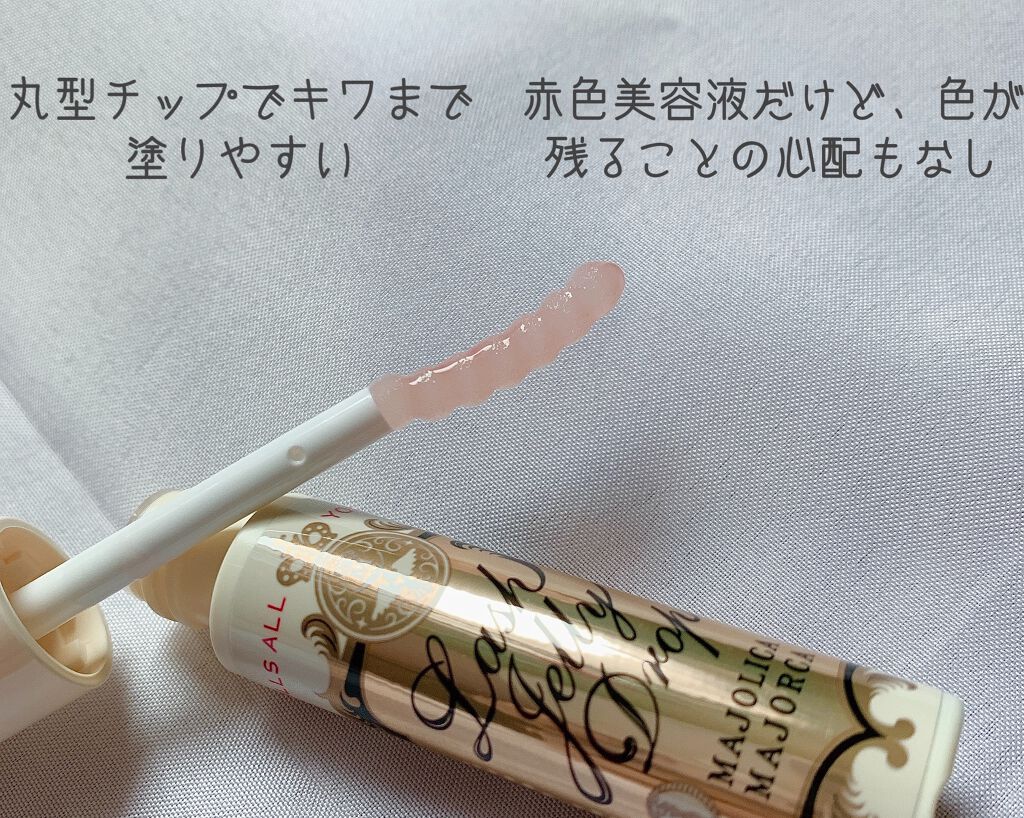 丸型チップでキワまで
塗りやすい
赤色美容液だけど、色が
残ることの心配もなし
Lash
Jelly
Drop
MAJOLICA
MAJORCA